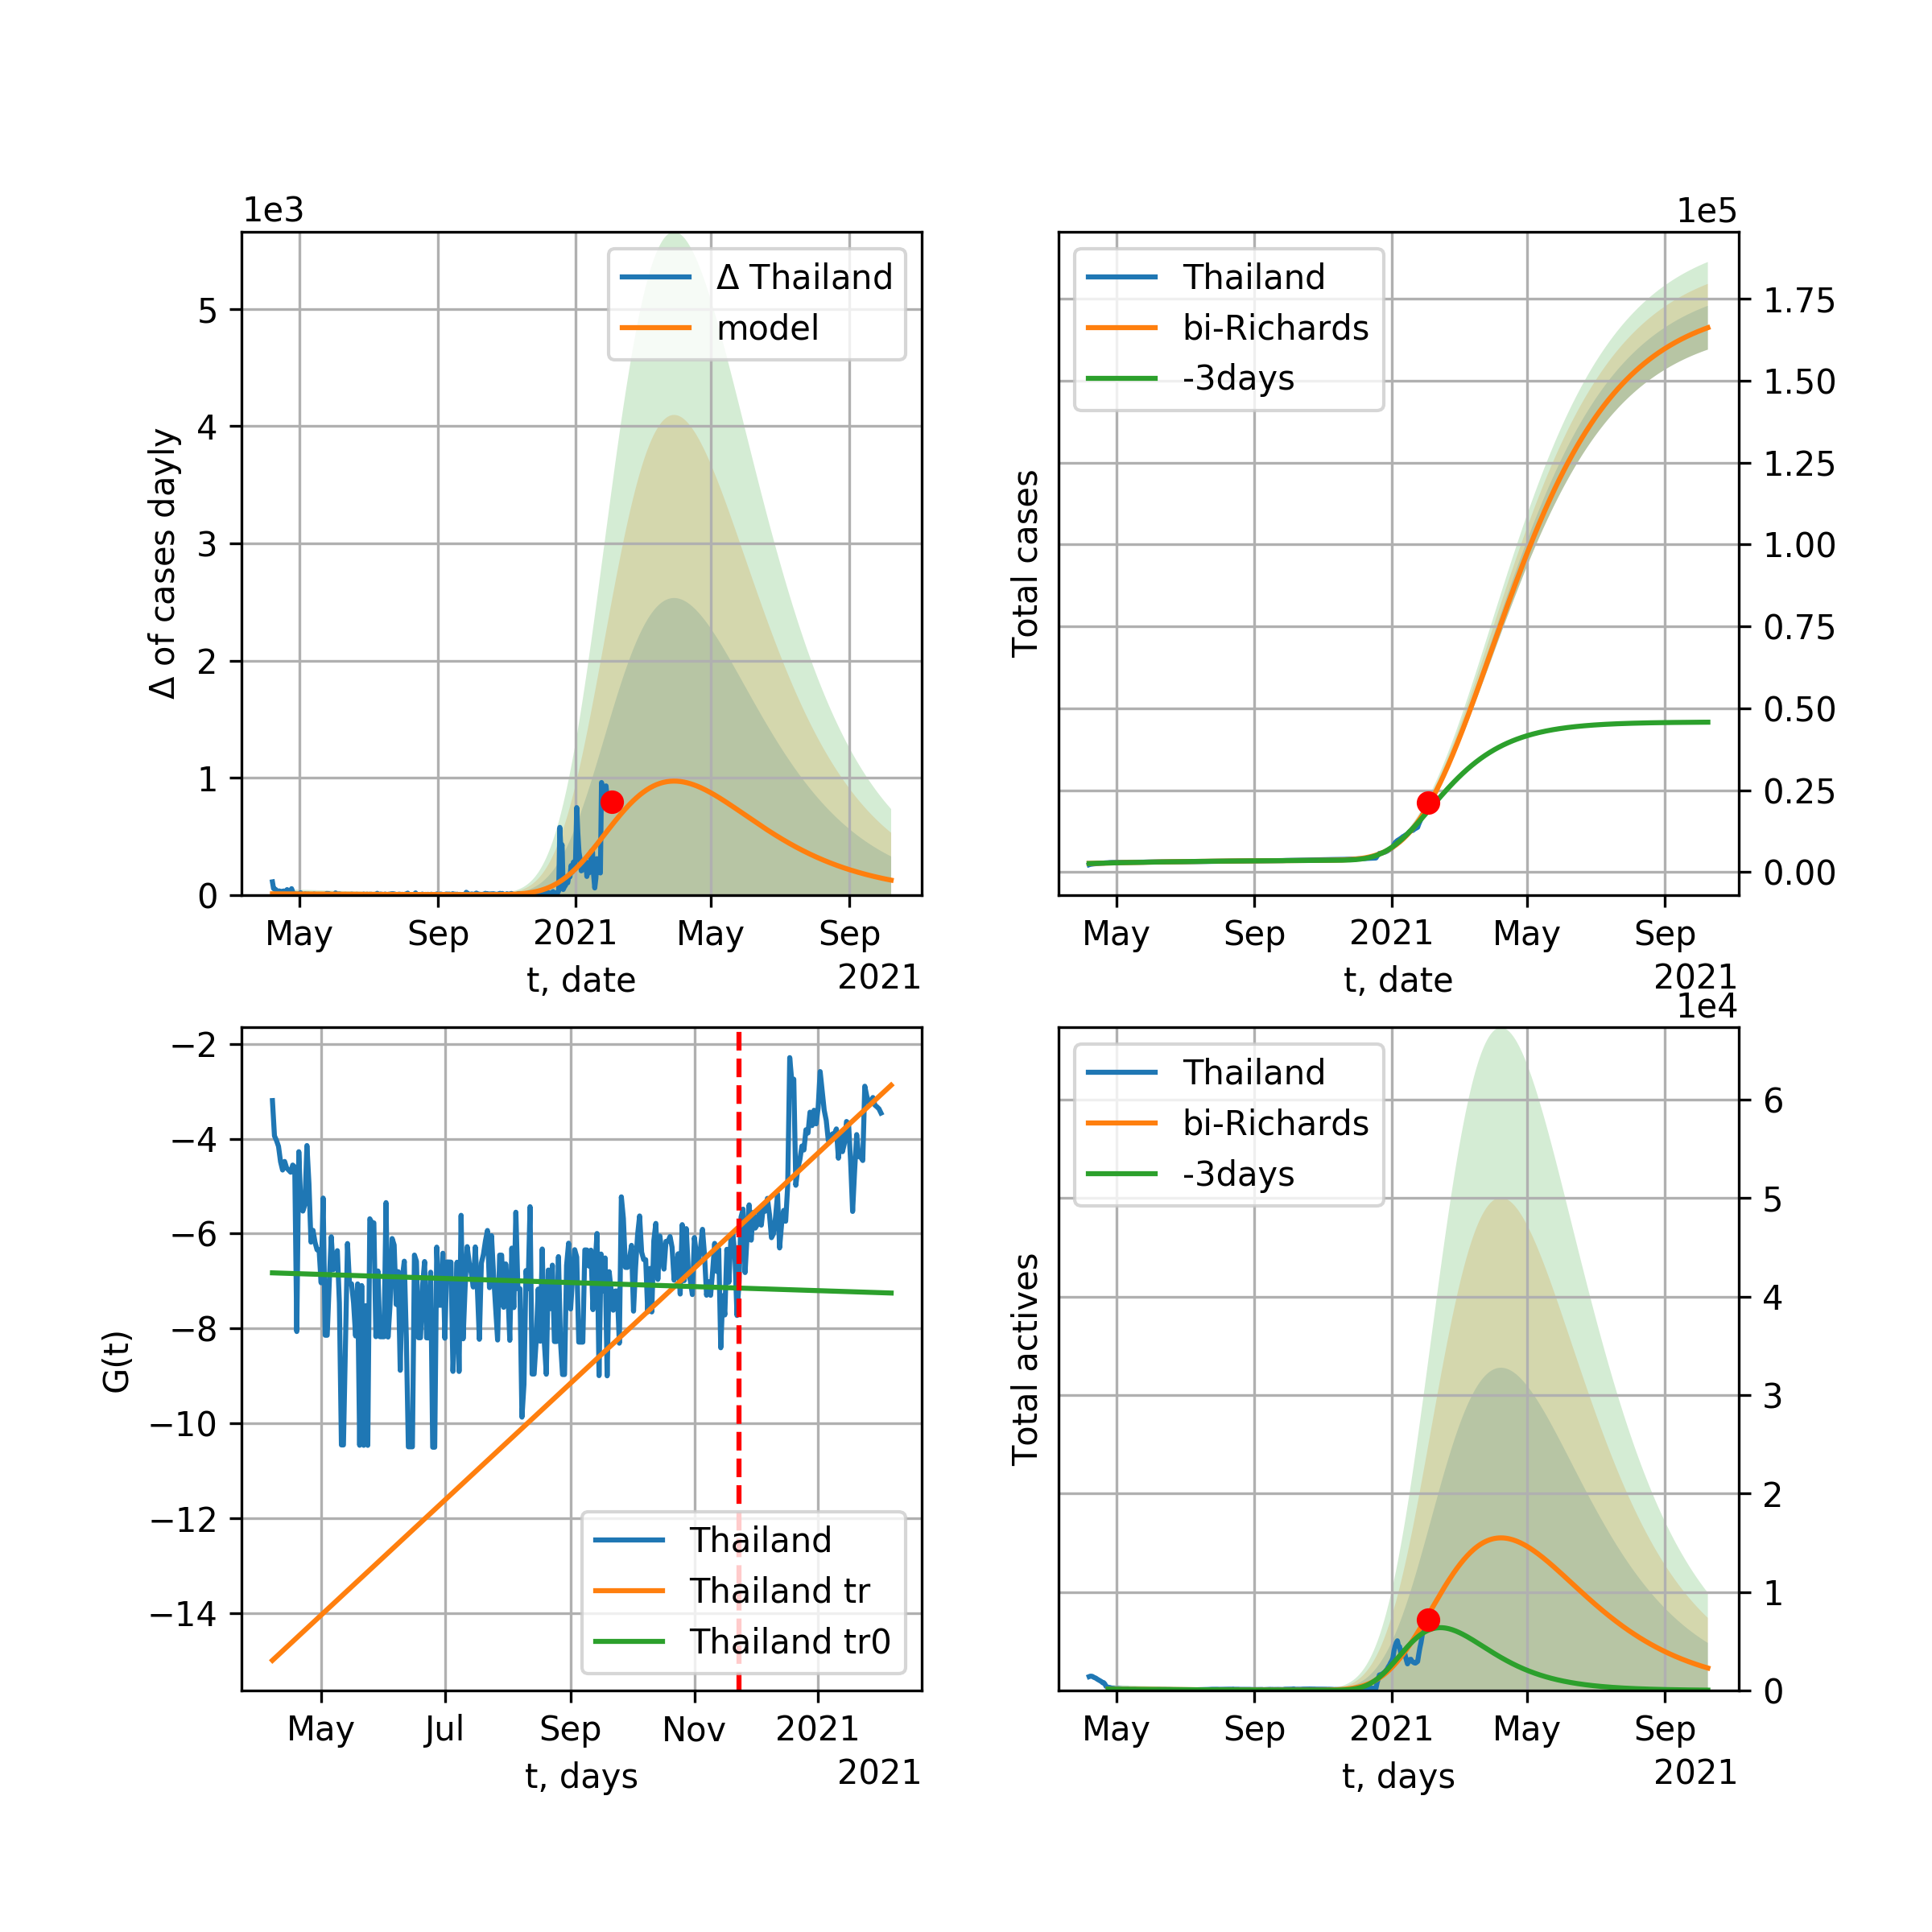 1e3
Δ of cases dayly
5
4
3
2
1
0
Δ Thailand
model
May Sep 2021 May Sep
t, date
2021
1e5
Total cases
Thailand
bi-Richards
-3days
1.75
1.50
1.25
1.00
0.75
0.50
0.25
0.00
May Sep 2021 May Sep
t, date
2021
G(t)
−2
−4
−6
−8
−10
−12
−14
Thailand
Thailand tr
Thailand tr0
May Jul Sep Nov 2021
t, days
2021
1e4
Total actives
Thailand
bi-Richards
-3days
6
5
4
3
2
1
0
May Sep 2021 May Sep
t, days
2021